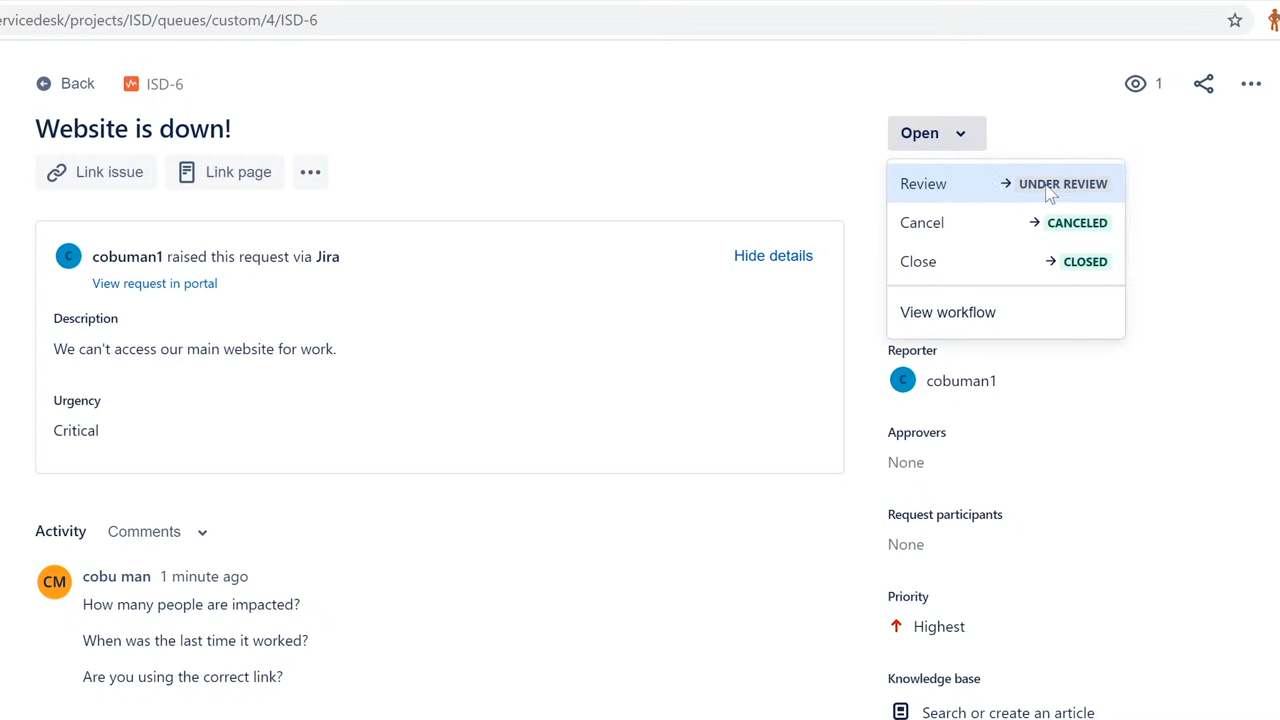 ervicedesk/projects/ISD/queues/custom/4/ISD-6
Back ISD-6 1
Website is down!
Link issue Link page
Open
Review → UNDER REVIEW
Cancel → CANCELED
Close → CLOSED
View workflow
C cobuman1 raised this request via Jira Hide details
View request in portal
Description
We can't access our main website for work.
Urgency
Critical
Reporter
C cobuman1
Approvers
None
Request participants
None
Priority
Highest
Knowledge base
Search or create an article
Activity Comments
CM cobu man 1 minute ago
How many people are impacted?
When was the last time it worked?
Are you using the correct link?